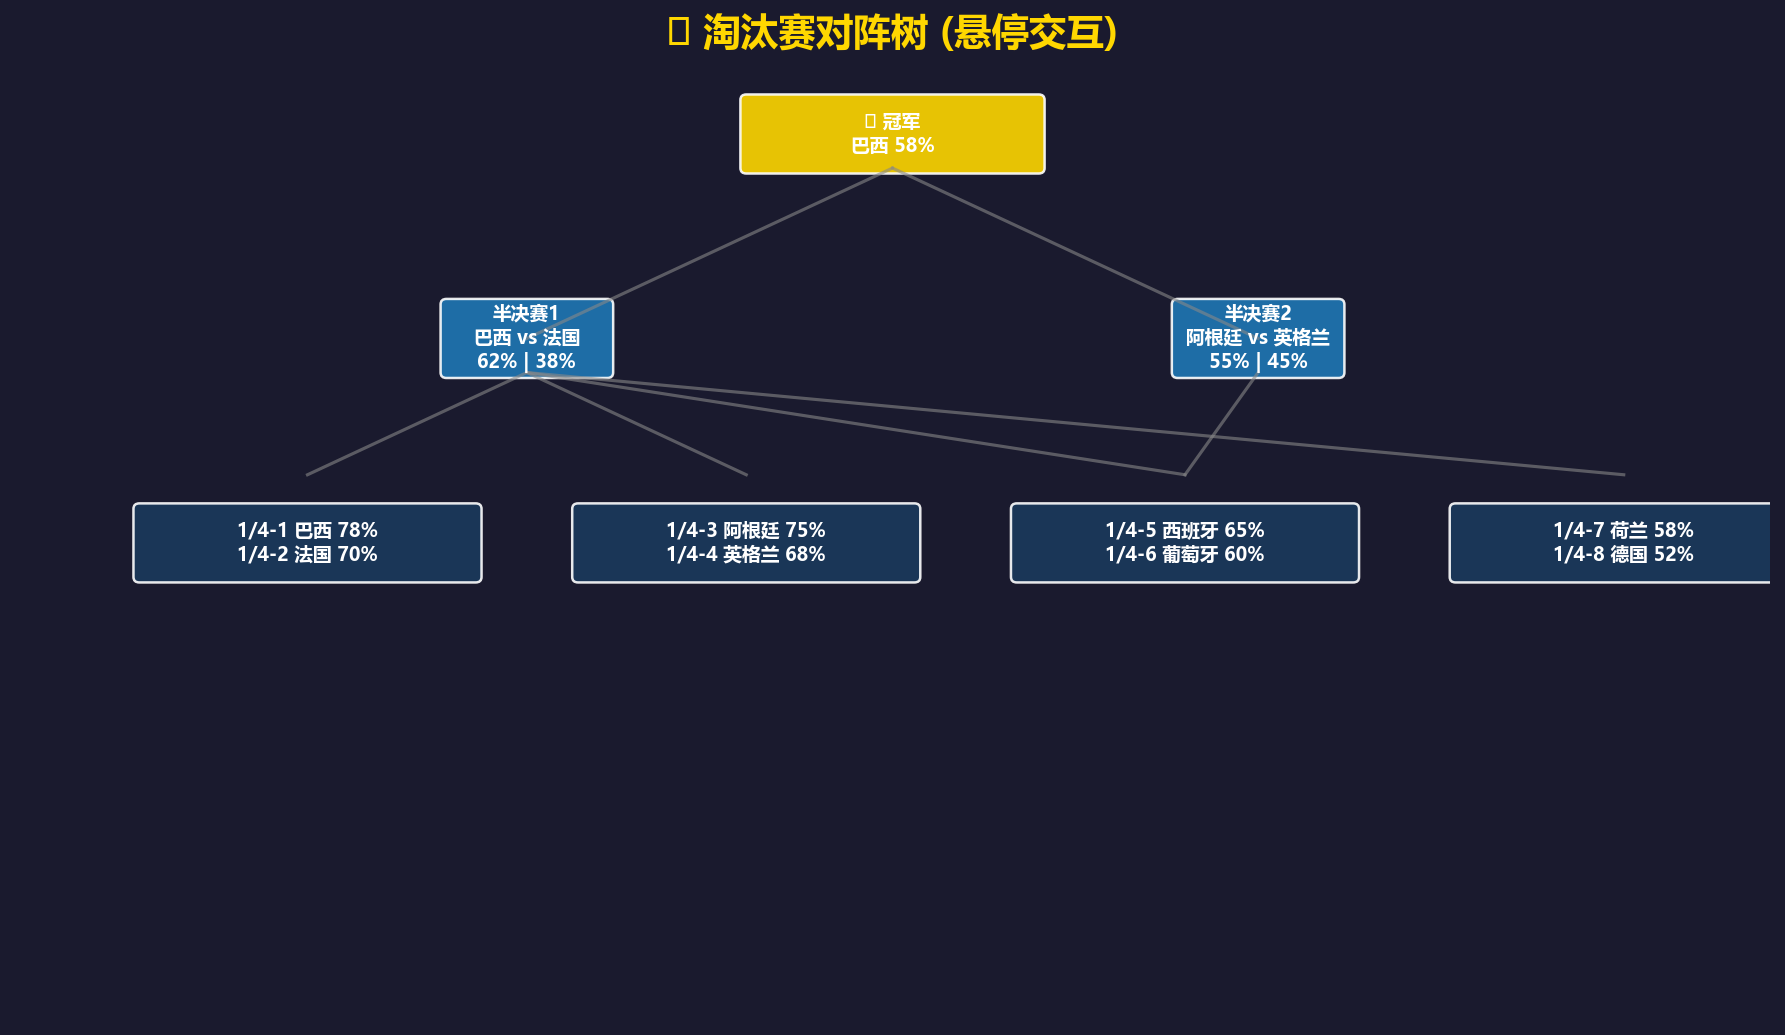 ▯ 淘汰赛对阵树 (悬停交互)
▯ 冠军
巴西 58%
半决赛1
巴西 vs 法国
62% | 38%
半决赛2
阿根廷 vs 英格兰
55% | 45%
1/4-1 巴西 78%
1/4-2 法国 70%
1/4-3 阿根廷 75%
1/4-4 英格兰 68%
1/4-5 西班牙 65%
1/4-6 葡萄牙 60%
1/4-7 荷兰 58%
1/4-8 德国 52%